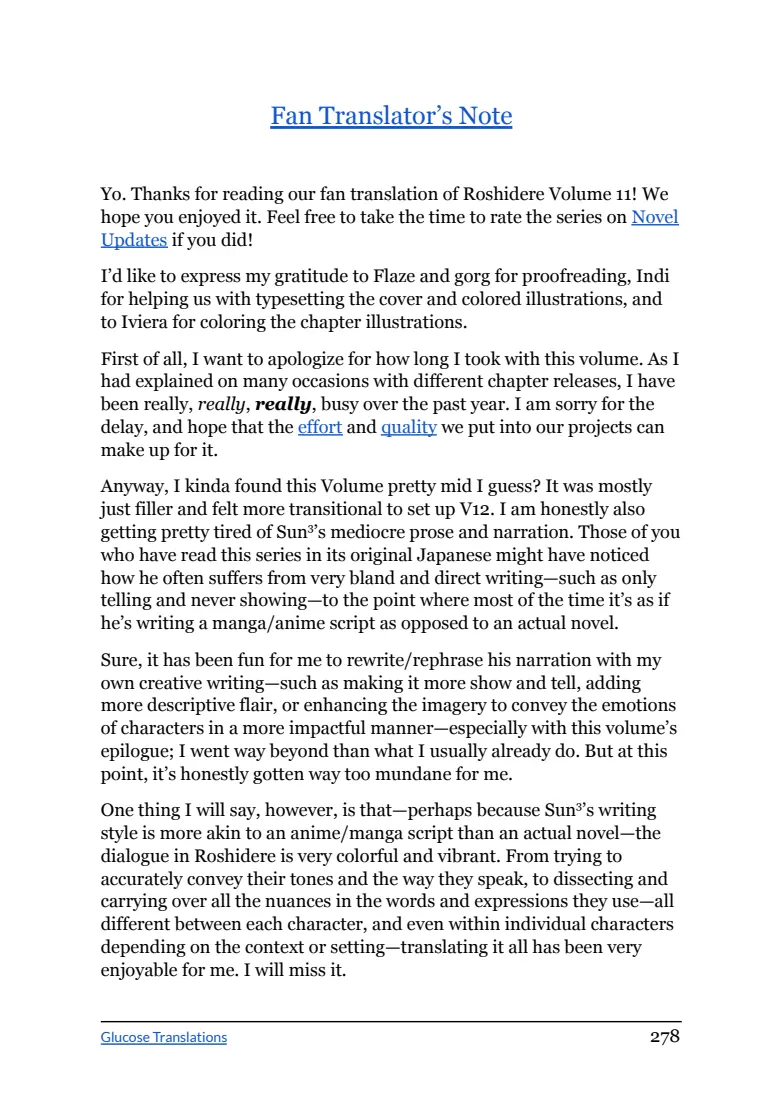 Fan Translator’s Note
Yo. Thanks for reading our fan translation of Roshidere Volume 11! We
hope you enjoyed it. Feel free to take the time to rate the series on Novel
Updates if you did!
I’d like to express my gratitude to Flaze and gorg for proofreading, Indi
for helping us with typesetting the cover and colored illustrations, and
to Iviera for coloring the chapter illustrations.
First of all, I want to apologize for how long I took with this volume. As I
had explained on many occasions with different chapter releases, I have
been really, really, really, busy over the past year. I am sorry for the
delay, and hope that the effort and quality we put into our projects can
make up for it.
Anyway, I kinda found this Volume pretty mid I guess? It was mostly
just filler and felt more transitional to set up V12. I am honestly also
getting pretty tired of Sun³’s mediocre prose and narration. Those of you
who have read this series in its original Japanese might have noticed
how he often suffers from very bland and direct writing—such as only
telling and never showing—to the point where most of the time it’s as if
he’s writing a manga/anime script as opposed to an actual novel.
Sure, it has been fun for me to rewrite/rephrase his narration with my
own creative writing—such as making it more show and tell, adding
more descriptive flair, or enhancing the imagery to convey the emotions
of characters in a more impactful manner—especially with this volume’s
epilogue; I went way beyond than what I usually already do. But at this
point, it’s honestly gotten way too mundane for me.
One thing I will say, however, is that—perhaps because Sun³’s writing
style is more akin to an anime/manga script than an actual novel—the
dialogue in Roshidere is very colorful and vibrant. From trying to
accurately convey their tones and the way they speak, to dissecting and
carrying over all the nuances in the words and expressions they use—all
different between each character, and even within individual characters
depending on the context or setting—translating it all has been very
enjoyable for me. I will miss it.
Glucose Translations 278